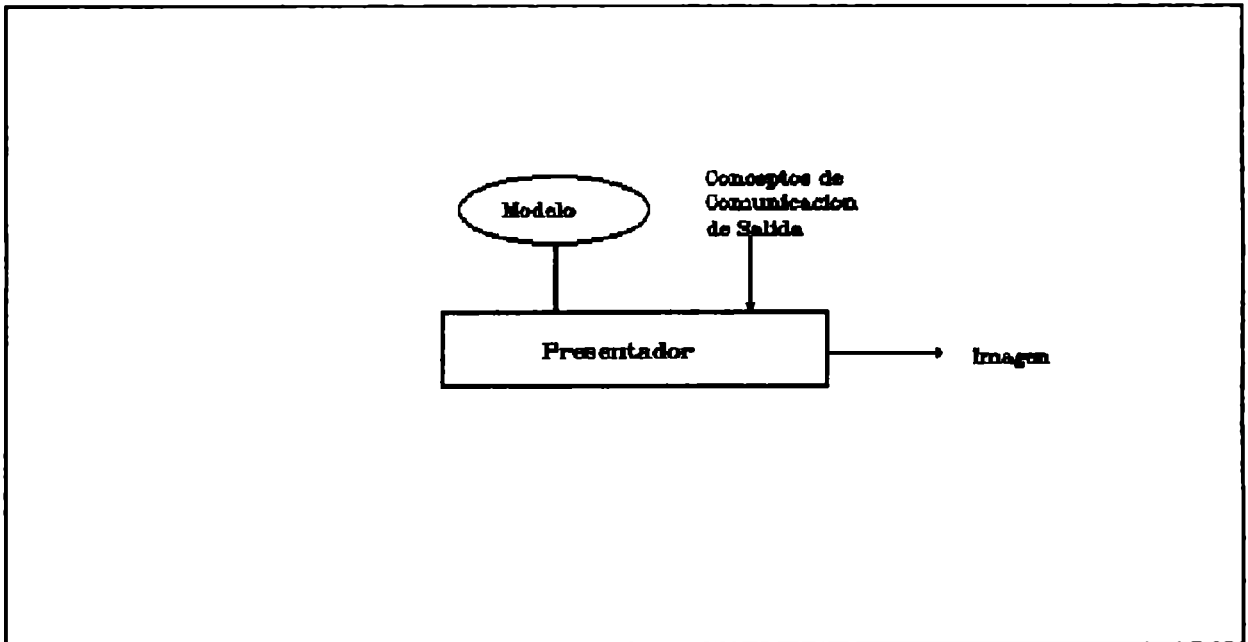 Modelo
Conceptos de
Comunicacion
de Salida
Presentador
Imagen